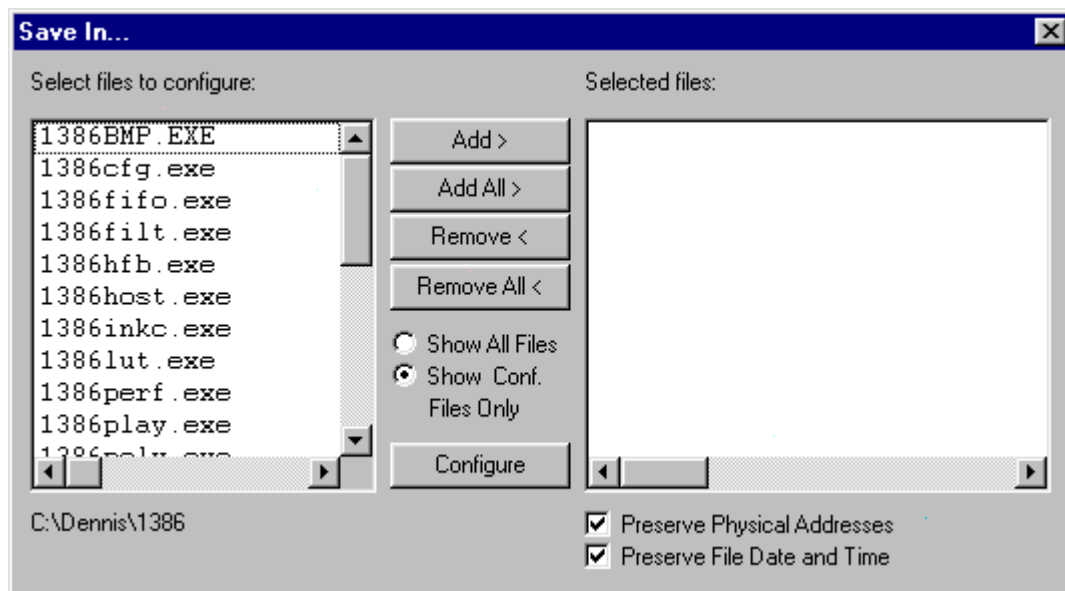 Save In...
Select files to configure:
1386BMP.EXE
1386cfg.exe
1386fifo.exe
1386filt.exe
1386hfb.exe
1386host.exe
1386inkc.exe
1386lut.exe
1386perf.exe
1386play.exe
C:\Dennis\1386
Add >
Add All >
Remove <
Remove All <
Show All Files
Show Conf.
Files Only
Configure
Selected files:
Preserve Physical Addresses
Preserve File Date and Time